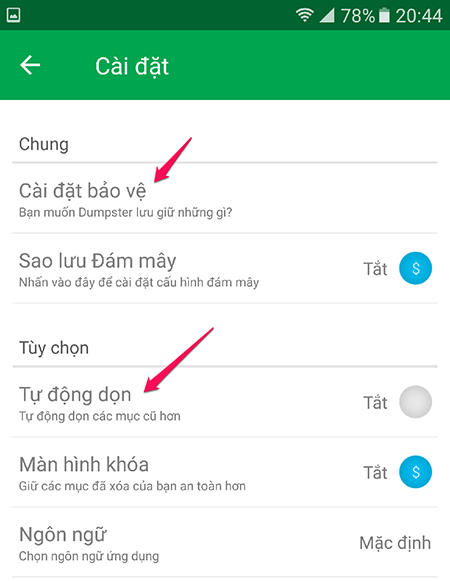 78% 20:44
Cài đặt
Chung
Cài đặt bảo vệ
Bạn muốn Dumpster lưu giữ những gì?
Sao lưu Đám mây
Nhấn vào đây để cài đặt cấu hình đám mây
Tắt $
Tùy chọn
Tự động dọn
Tự động dọn các mục cũ hơn
Tắt
Màn hình khóa
Giữ các mục đã xóa của bạn an toàn hơn
Tắt $
Ngôn ngữ
Chọn ngôn ngữ ứng dụng
Mặc định